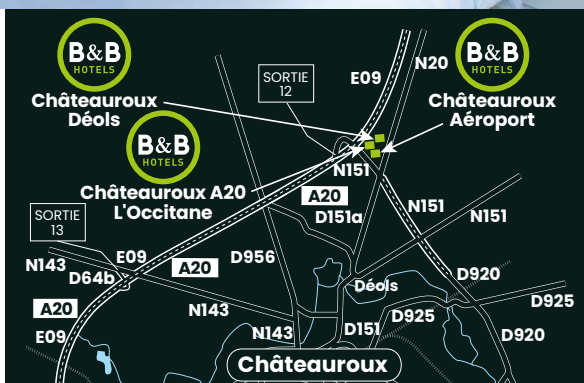 B&B
HOTELS
Châteauroux
Déols
B&B
HOTELS
Châteauroux A20
L'Occitane
B&B
HOTELS
Châteauroux
Aéroport
SORTIE
12
E09
N20
N151
A20
D151a
N151
N151
SORTIE
13
E09
N143
D64b
A20
D956
A20
E09
N143
N143
Déols
D151
D925
D920
D925
D920
Châteauroux